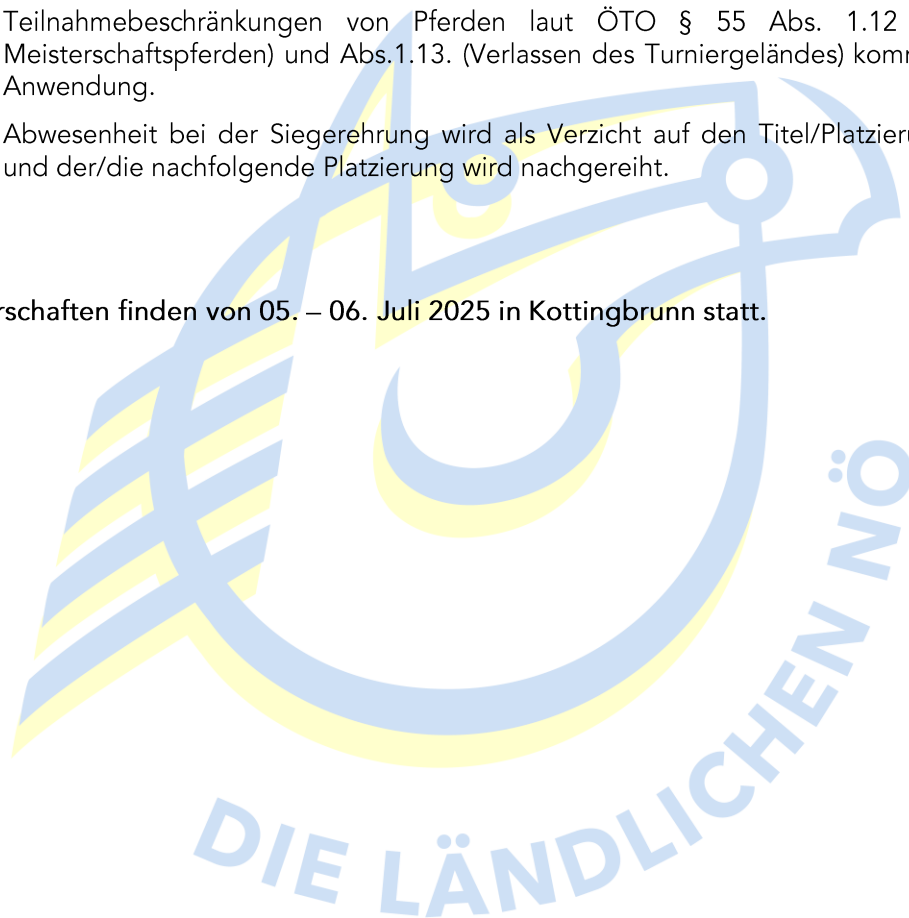 Teilnahmebeschränkungen von Pferden laut ÖTO § 55 Abs. 1.12
Meisterschaftspferden) und Abs.1.13. (Verlassen des Turniergeländes) komm
Anwendung.
Abwesenheit bei der Siegerehrung wird als Verzicht auf den Titel/Platzieru
und der/die nachfolgende Platzierung wird nachgereiht.
rschaften finden von 05. – 06. Juli 2025 in Kottingbrunn statt.
DIE LÄNDLICHEN NÖ